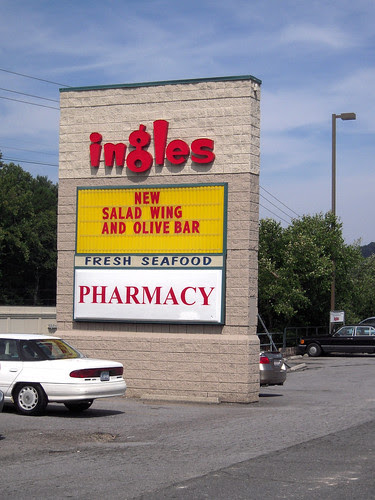 ingles
NEW
SALAD WING
AND OLIVE BAR
FRESH SEAFOOD
PHARMACY